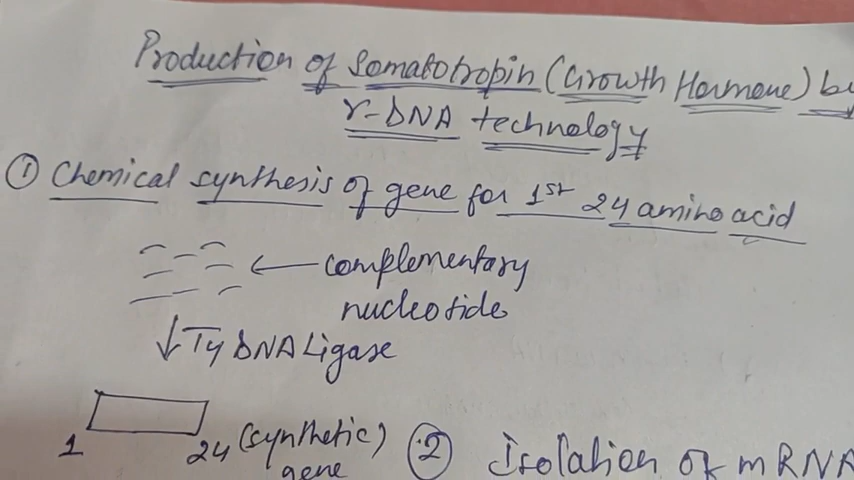 Production of Somatotropin (Growth Hormone) by
r-DNA technology
① Chemical synthesis of gene for 1st 24 amino acid
complementary
nucleotide
T4 DNA Ligase
1 24 (synthetic)
gene
② isolation of mRNA